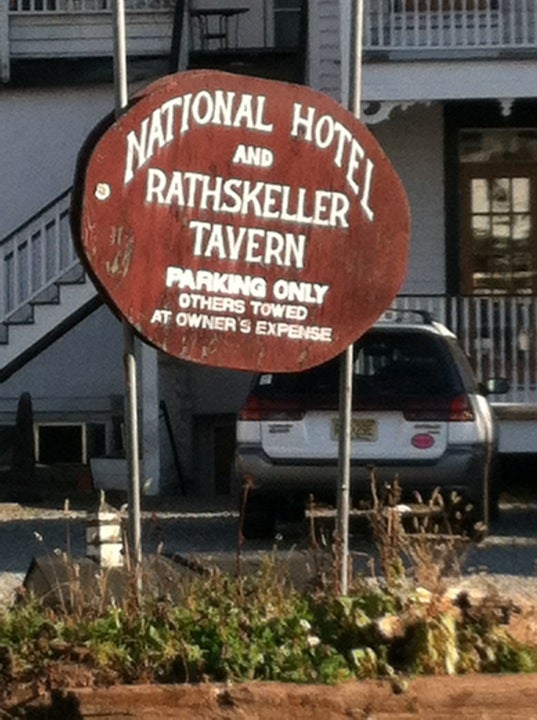 NATIONAL HOTEL
AND
RATHSKELLER
TAVERN
PARKING ONLY
OTHERS TOWED
AT OWNER'S EXPENSE